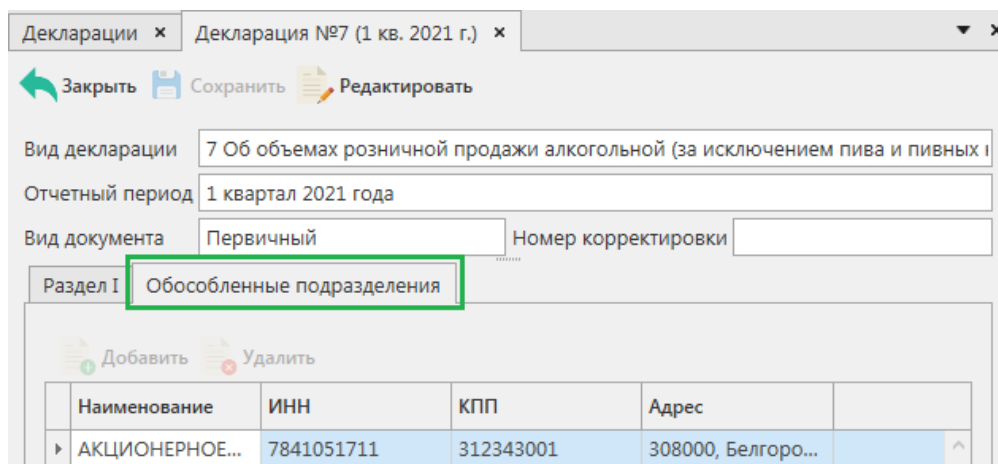 Декларации × Декларация №7 (1 кв. 2021 г.) ×
Закрыть Сохранить Редактировать
Вид декларации 7 Об объемах розничной продажи алкогольной (за исключением пива и пивных
Отчетный период 1 квартал 2021 года
Вид документа Первичный Номер корректировки
Раздел I Обособленные подразделения
Добавить Удалить
Наименование ИНН КПП Адрес
АКЦИОНЕРНОЕ... 7841051711 312343001 308000, Белгоро...